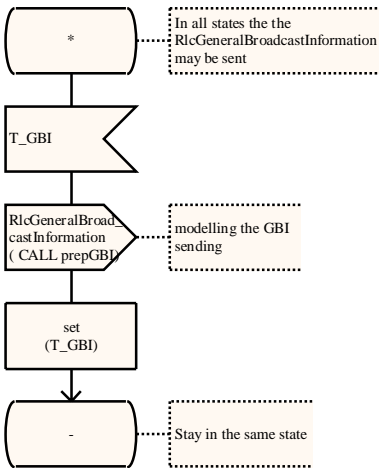 *
In all states the the
RlcGeneralBroadcastInformation
may be sent
T_GBI
RlcGeneralBroad_
castInformation
( CALL prepGBI)
modelling the GBI
sending
set
(T_GBI)
-
Stay in the same state